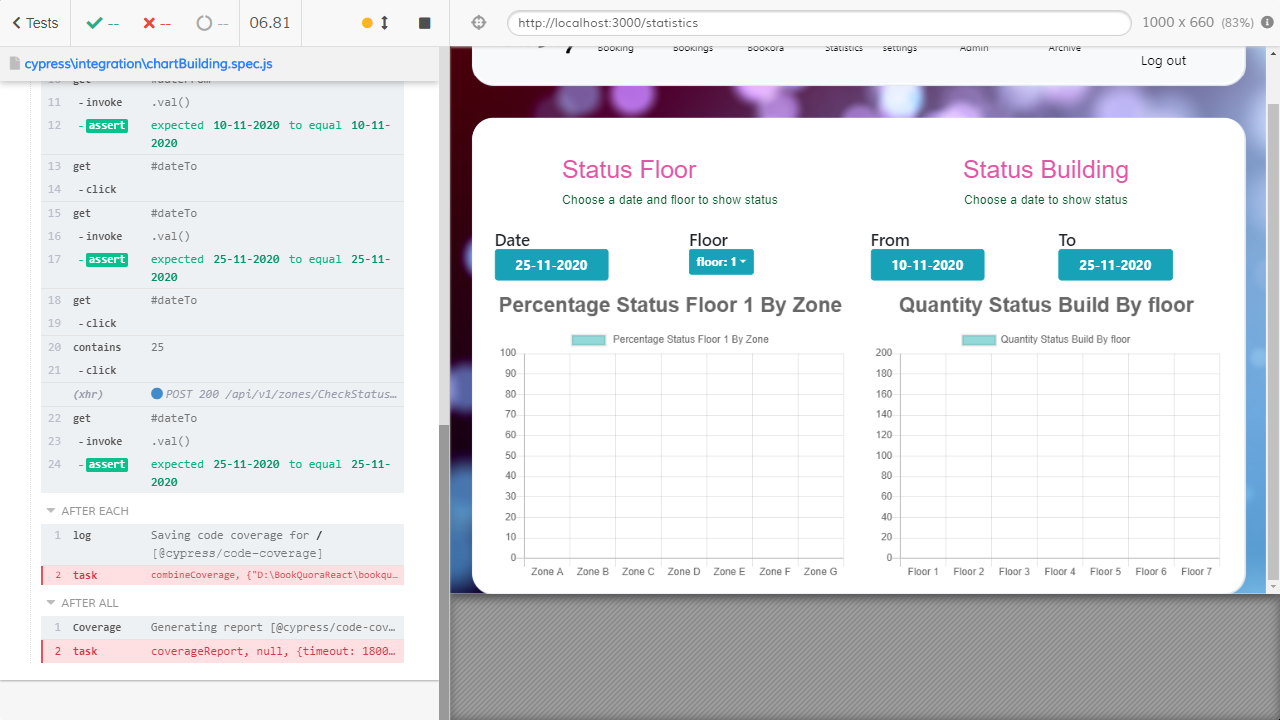 Tests
--
--
--
06.81
http://localhost:3000/statistics
1000 x 660 (83%)
cypress\integration\chartBuilding.spec.js
10 get #dateFrom
11 -invoke .val()
12 -assert expected 10-11-2020 to equal 10-11-
2020
13 get #dateTo
14 -click
15 get #dateTo
16 -invoke .val()
17 -assert expected 25-11-2020 to equal 25-11-
2020
18 get #dateTo
19 -click
20 contains 25
21 -click
(xhr) POST 200 /api/v1/zones/CheckStatus…
22 get #dateTo
23 -invoke .val()
24 -assert expected 25-11-2020 to equal 25-11-
2020
AFTER EACH
1 log Saving code coverage for /
[@cypress/code-coverage]
2 task combineCoverage, {"D:\BookQuoraReact\bookqu…
AFTER ALL
1 Coverage Generating report [@cypress/code-cov…
2 task coverageReport, null, {timeout: 1800…
Booking Bookings Bookora Statistics settings Admin Archive
Log out
Status Floor
Choose a date and floor to show status
Date Floor
25-11-2020 floor: 1
Percentage Status Floor 1 By Zone
Percentage Status Floor 1 By Zone
100
90
80
70
60
50
40
30
20
10
0
Zone A Zone B Zone C Zone D Zone E Zone F Zone G
Status Building
Choose a date to show status
From To
10-11-2020 25-11-2020
Quantity Status Build By floor
Quantity Status Build By floor
200
180
160
140
120
100
80
60
40
20
0
Floor 1 Floor 2 Floor 3 Floor 4 Floor 5 Floor 6 Floor 7